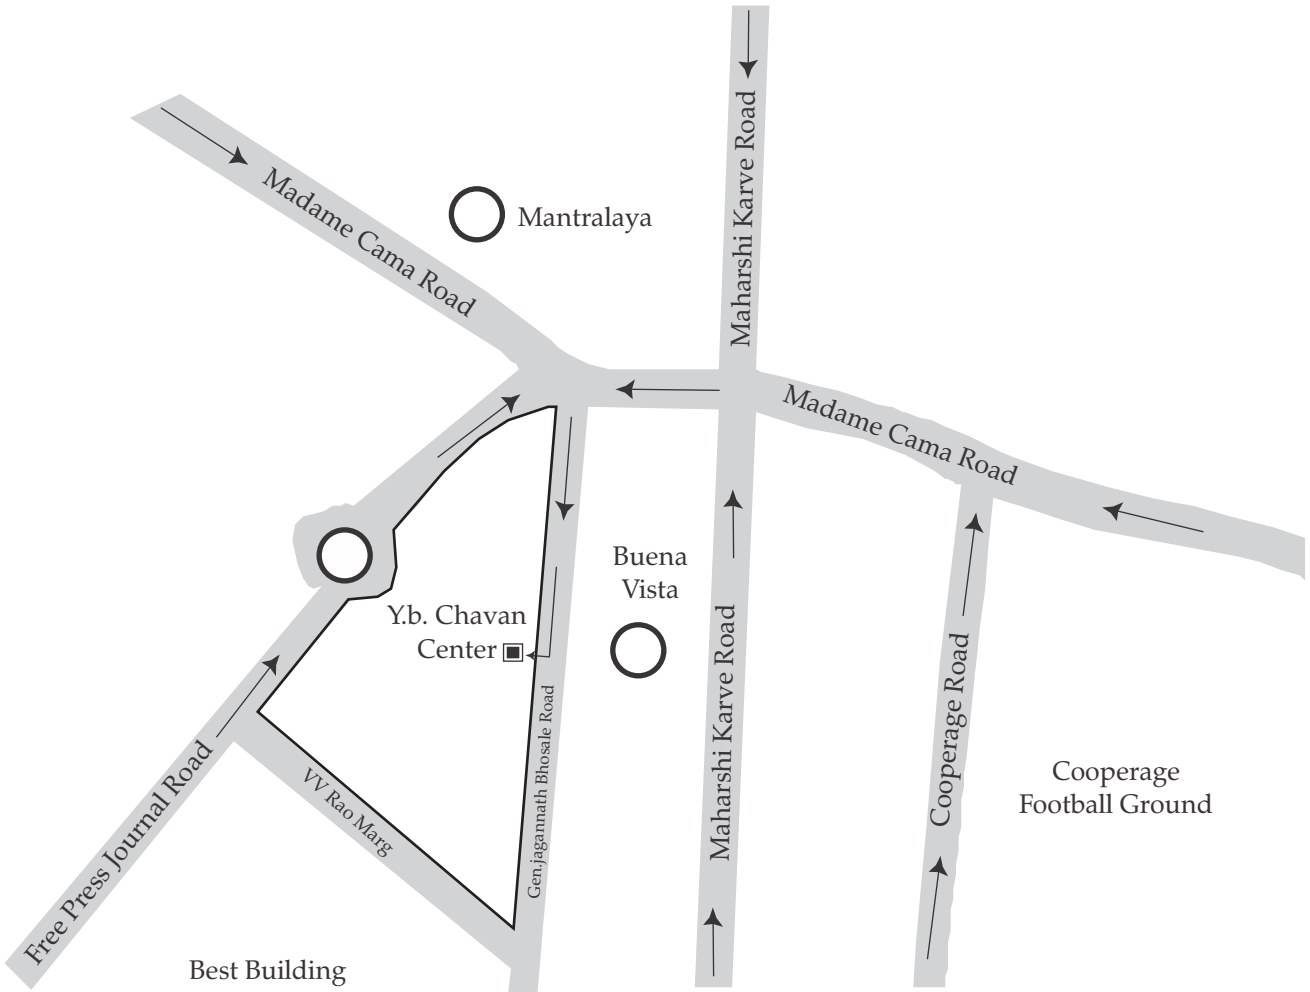 Maharshi Karve Road
Madame Cama Road
Mantralaya
Madame Cama Road
Buena
Vista
Y.b. Chavan
Center
Maharshi Karve Road
Cooperage Road
Gen.jagannath Bhosale Road
Cooperage
Football Ground
VV Rao Marg
Free Press Journal Road
Best Building